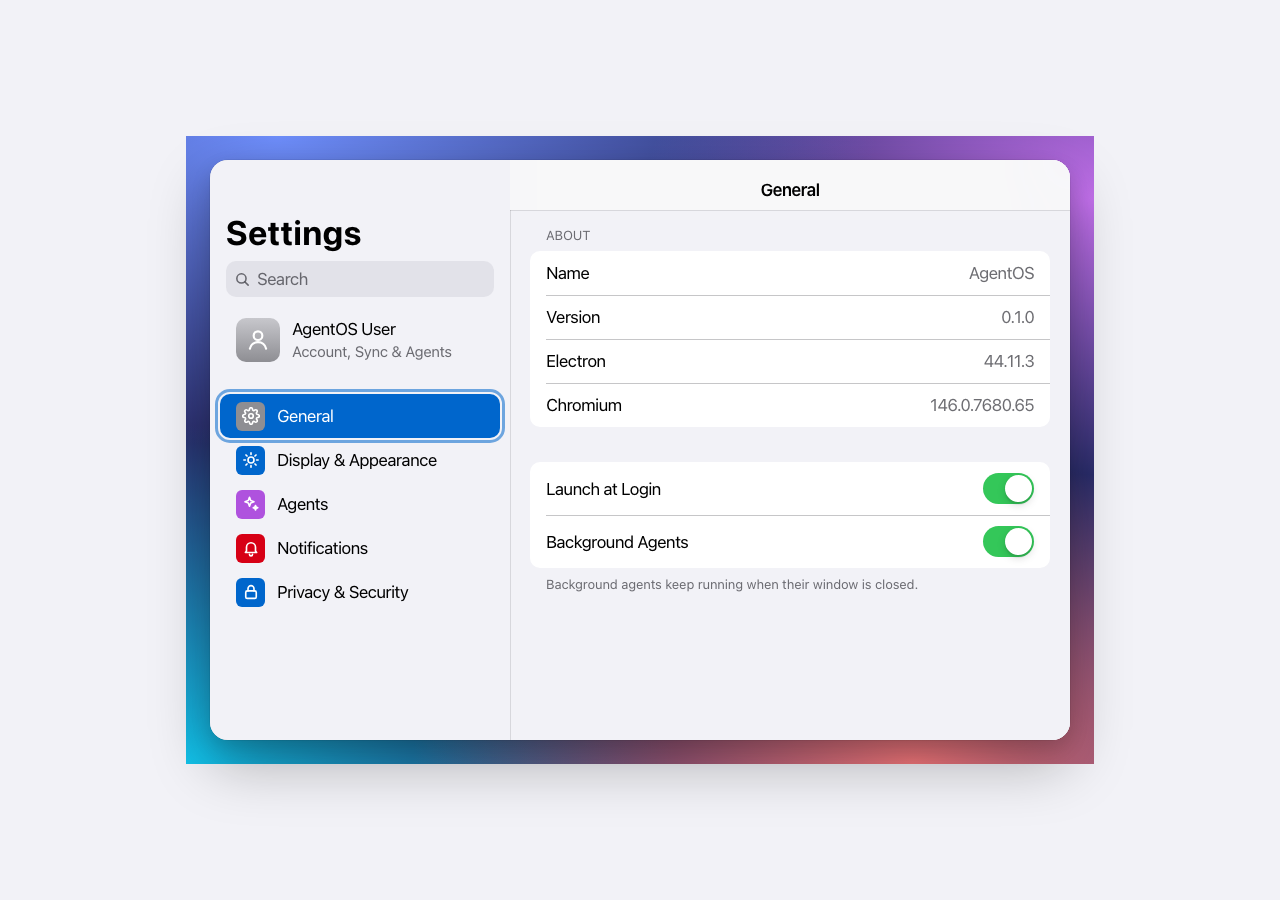 Settings
Search
AgentOS User
Account, Sync & Agents
General
Display & Appearance
Agents
Notifications
Privacy & Security
General
ABOUT
Name AgentOS
Version 0.1.0
Electron 44.11.3
Chromium 146.0.7680.65
Launch at Login
Background Agents
Background agents keep running when their window is closed.